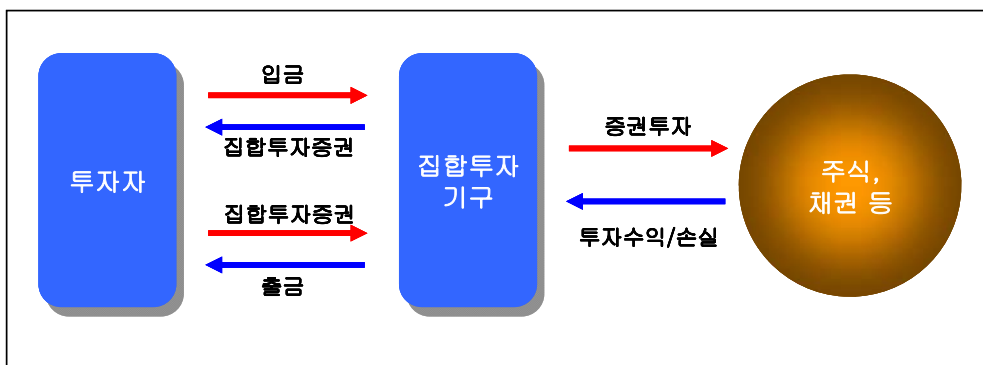 입금
집합투자증권
투자자
집합투자증권
출금
집합투자
기구
증권투자
투자수익/손실
주식,
채권 등